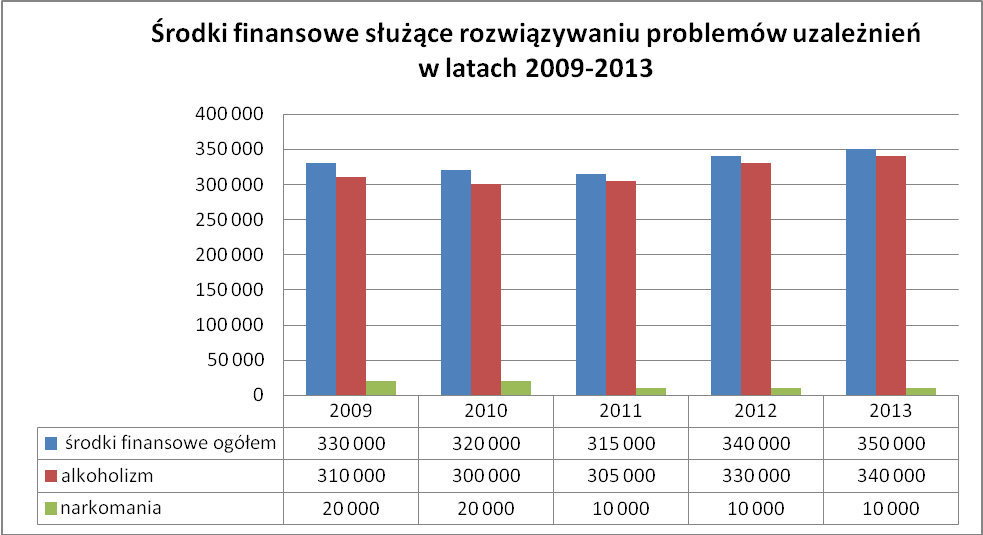 Środki finansowe służące rozwiązywaniu problemów uzależnień
w latach 2009-2013
400 000
350 000
300 000
250 000
200 000
150 000
100 000
50 000
0
2009 2010 2011 2012 2013
środki finansowe ogółem 330 000 320 000 315 000 340 000 350 000
alkoholizm 310 000 300 000 305 000 330 000 340 000
narkomania 20 000 20 000 10 000 10 000 10 000